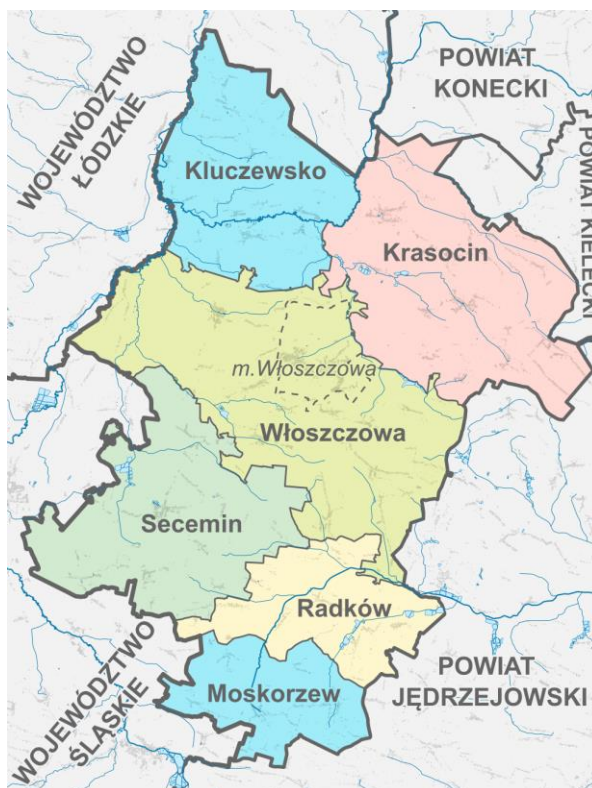 WOJEWÓDZTWO
ŁÓDZKIE
POWIAT
KONECKI
POWIAT KIELECKI
Kluczewsko
Krasocin
m.Włoszczowa
Włoszczowa
Secemin
Radków
WOJEWÓDZTWO
ŚLĄSKIE
Moskorzew
POWIAT
JĘDRZEJOWSKI